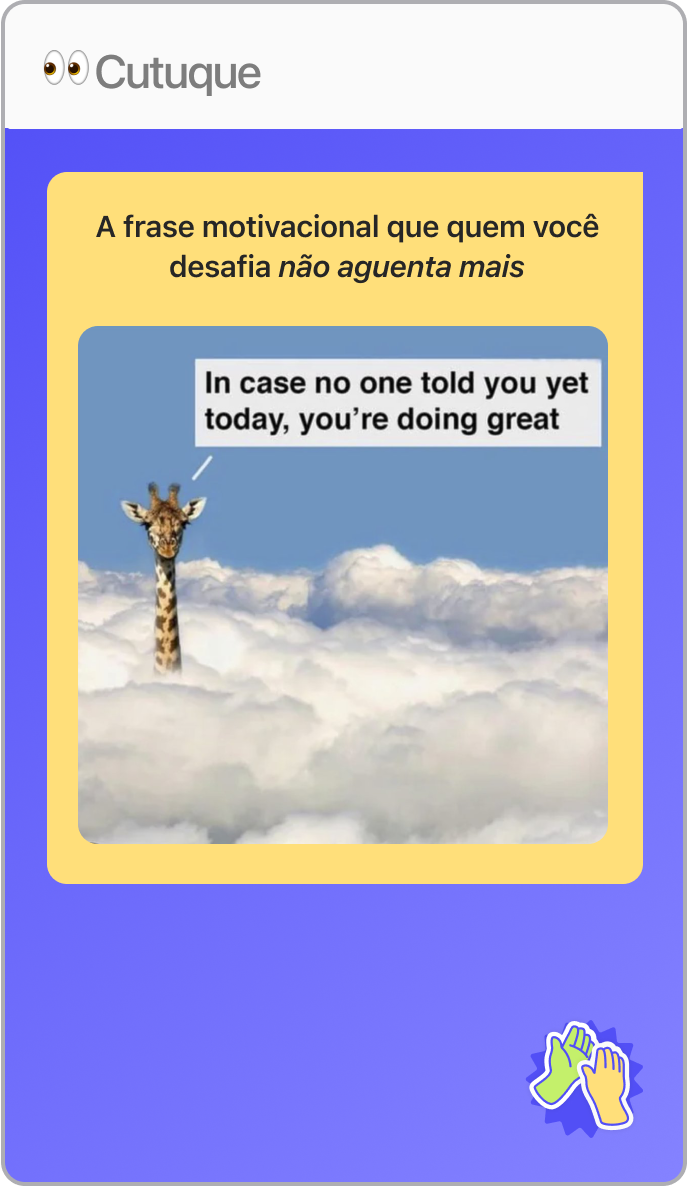 Cutuque
A frase motivacional que quem você
desafia não aguenta mais
In case no one told you yet
today, you’re doing great